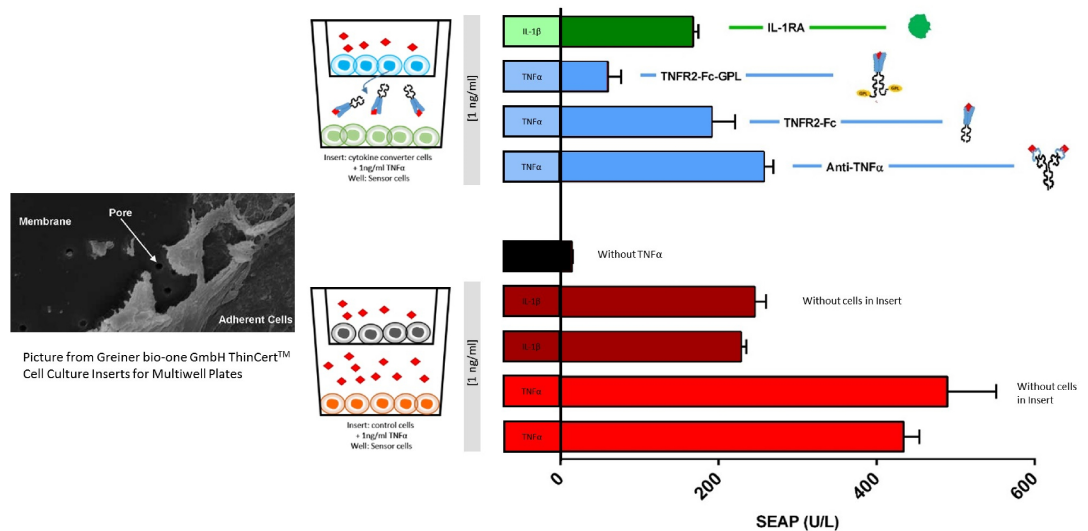 Membrane
Pore
Adherent Cells
Picture from Greiner bio-one GmbH ThinCert™
Cell Culture Inserts for Multiwell Plates
Insert: cytokine converter cells
+ 1ng/ml TNFα
Well: Sensor cells
Insert: control cells
+ 1ng/ml TNFα
Well: Sensor cells
[1 ng/ml]
IL-1β
IL-1RA
TNFα
TNFR2-Fc-GPL
GPL
GPL
TNFα
TNFR2-Fc
TNFα
Anti-TNFα
Without TNFα
[1 ng/ml]
IL-1β
Without cells in Insert
IL-1β
TNFα
Without cells
in Insert
TNFα
0 200 400 600
SEAP (U/L)